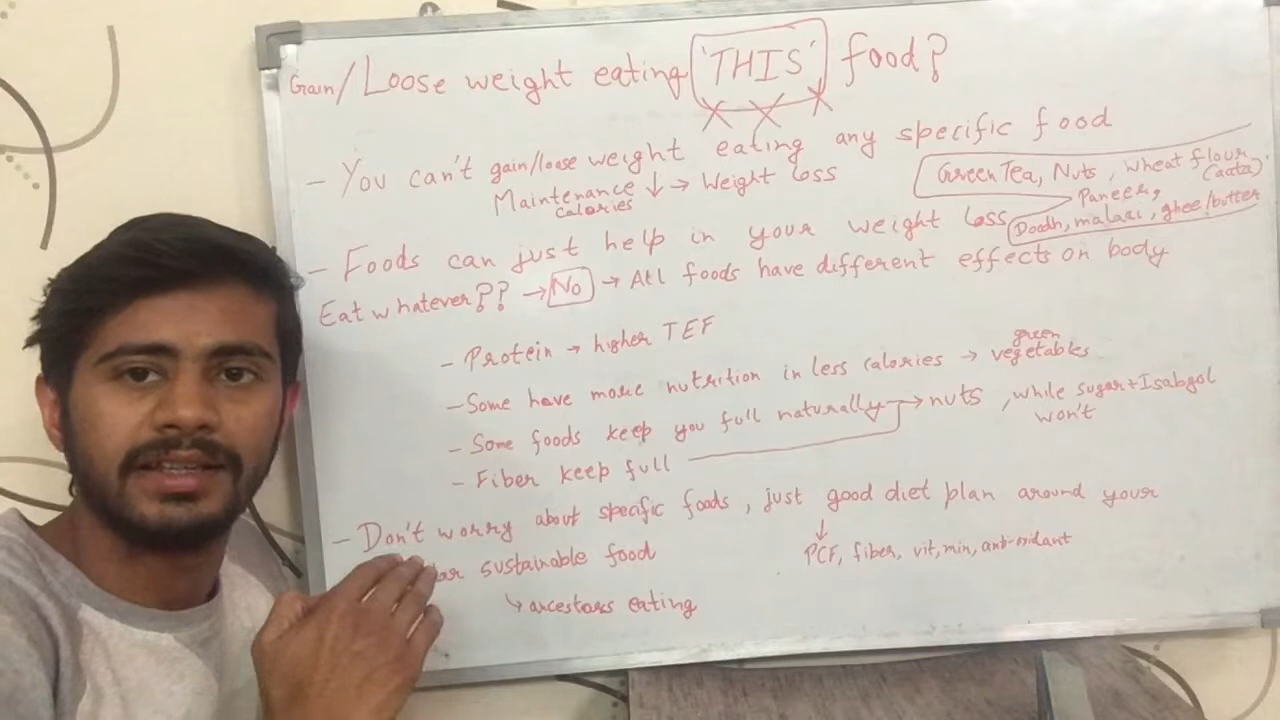 Gain/Loose weight eating 'THIS' food?
- You can't gain/loose weight eating any specific food
Maintenance ↓ → Weight loss
calories
Green Tea, Nuts, Wheat flour
(aata)
Paneer,
Doodh, malaai, ghee/butter
- Foods can just help in your weight loss
Eat whatever?? → No → All foods have different effects on body
- Protein → higher TEF
- Some have more nutrition in less calories → green vegetables
- Some foods keep you full naturally → nuts, while sugar+Isabgol
won't
- Fiber keep full
- Don't worry about specific foods, just good diet plan around your
sustainable food
↓
PCF, fiber, vit, min, anti-oxidant
↳ ancestors eating